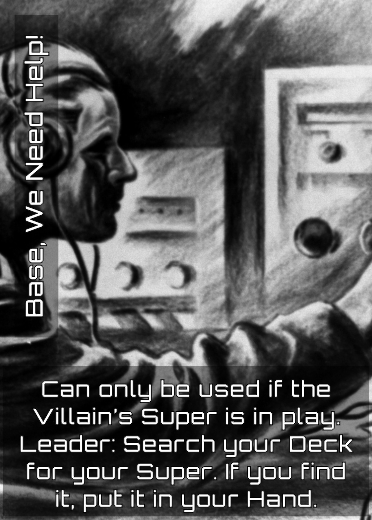 Base, We Need Help!
Can only be used if the
Villain's Super is in play.
Leader: Search your Deck
for your Super. If you find
it, put it in your Hand.